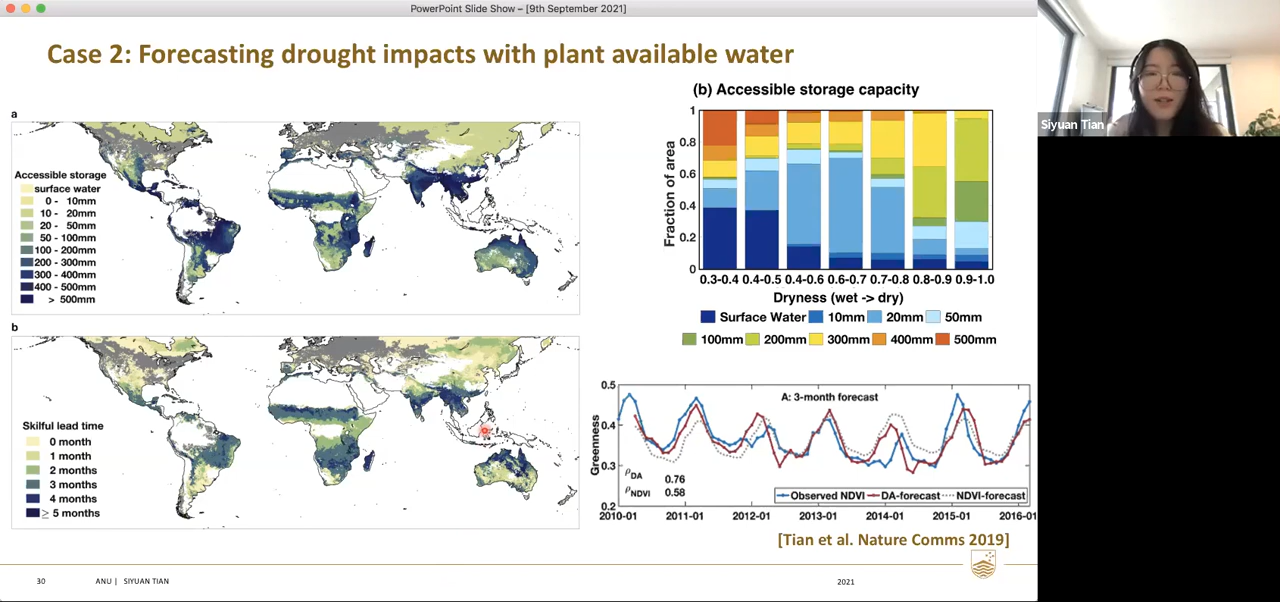 PowerPoint Slide Show – [9th September 2021]
Case 2: Forecasting drought impacts with plant available water
a
Accessible storage
surface water
0 - 10mm
10 - 20mm
20 - 50mm
50 - 100mm
100 - 200mm
200 - 300mm
300 - 400mm
400 - 500mm
> 500mm
b
Skilful lead time
0 month
1 month
2 months
3 months
4 months
≥ 5 months
(b) Accessible storage capacity
Fraction of area
1
0.8
0.6
0.4
0.2
0
0.3-0.4 0.4-0.5 0.4-0.6 0.6-0.7 0.7-0.8 0.8-0.9 0.9-1.0
Dryness (wet -> dry)
Surface Water 10mm 20mm 50mm
100mm 200mm 300mm 400mm 500mm
Greenness
0.5
0.4
0.3
0.2
A: 3-month forecast
ρDA 0.76
ρNDVI 0.58
Observed NDVI DA-forecast NDVI-forecast
2010-01 2011-01 2012-01 2013-01 2014-01 2015-01 2016-01
[Tian et al. Nature Comms 2019]
30 ANU | SIYUAN TIAN 2021
Siyuan Tian